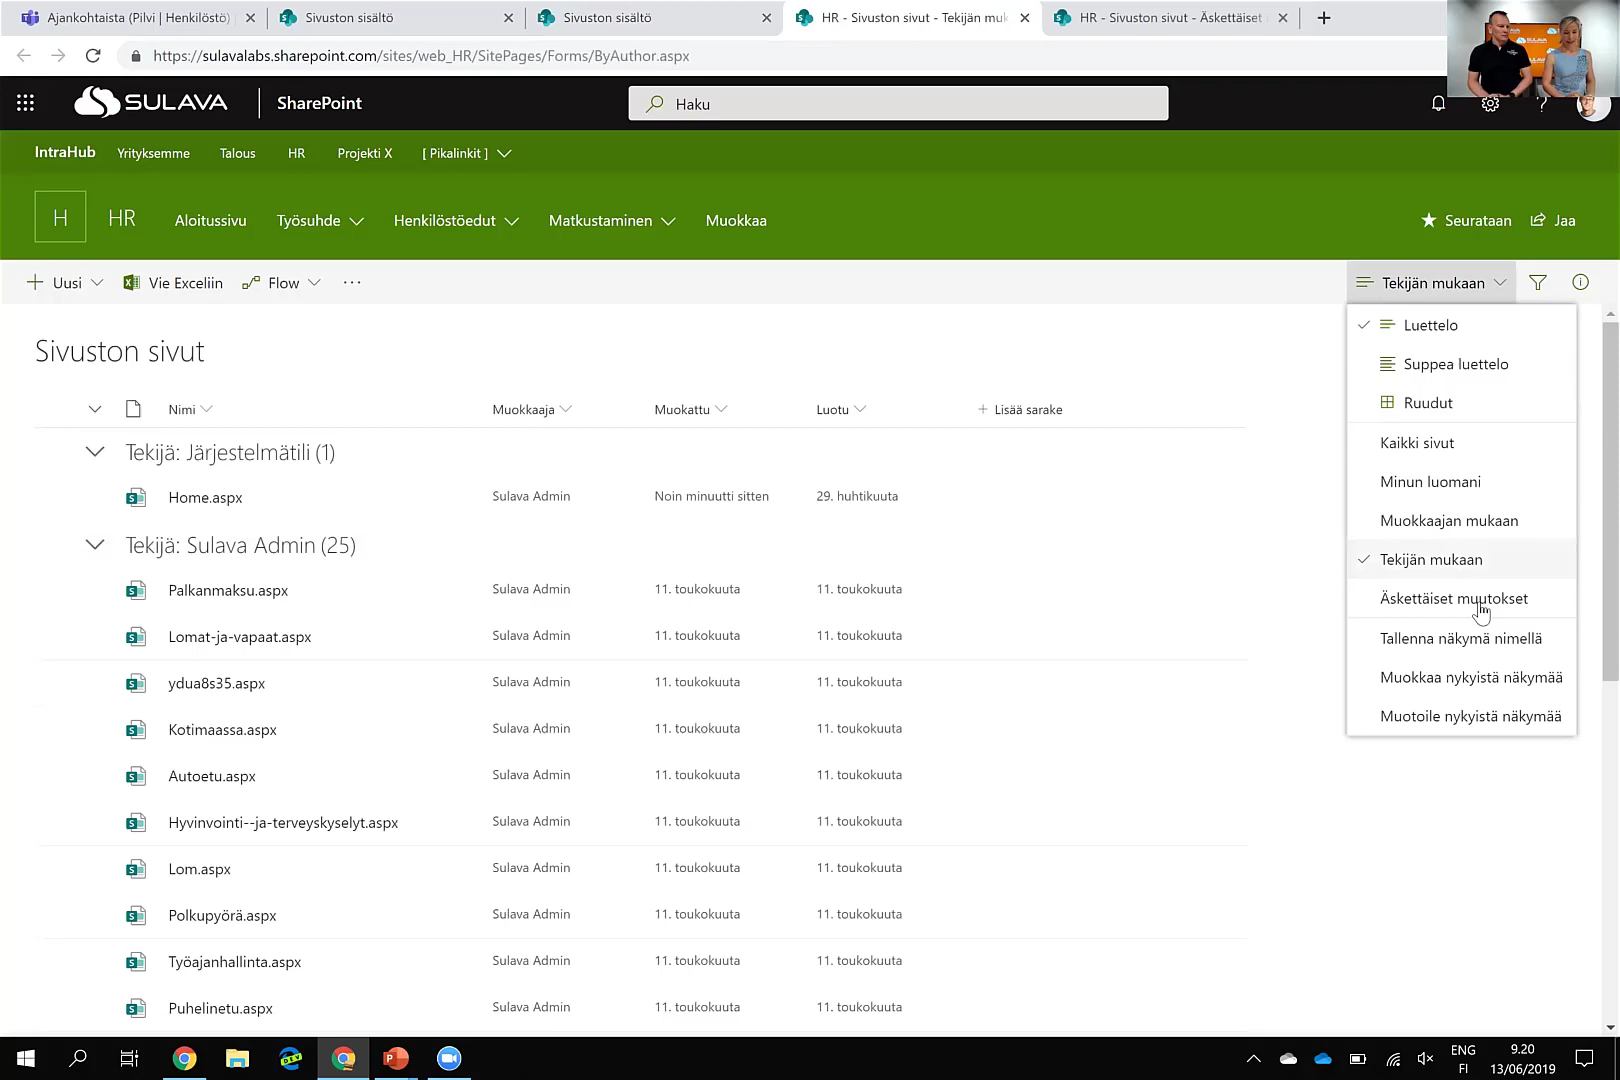 Ajankohtaista (Pilvi | Henkilöstö)
Sivuston sisältö
Sivuston sisältö
HR - Sivuston sivut - Tekijän muk
HR - Sivuston sivut - Äskettäiset
https://sulavalabs.sharepoint.com/sites/web_HR/SitePages/Forms/ByAuthor.aspx
SULAVA
SULAVA
SharePoint
Haku
IntraHub
Yrityksemme
Talous
HR
Projekti X
[ Pikalinkit ]
H
HR
Aloitussivu
Työsuhde
Henkilöstöedut
Matkustaminen
Muokkaa
Seurataan
Jaa
Uusi
Vie Exceliin
Flow
...
Tekijän mukaan
Luettelo
Suppea luettelo
Ruudut
Kaikki sivut
Minun luomani
Muokkaajan mukaan
Tekijän mukaan
Äskettäiset muutokset
Tallenna näkymä nimellä
Muokkaa nykyistä näkymää
Muotoile nykyistä näkymää
Sivuston sivut
Nimi Muokkaaja Muokattu Luotu + Lisää sarake
Tekijä: Järjestelmätili (1)
Home.aspx Sulava Admin Noin minuutti sitten 29. huhtikuuta
Tekijä: Sulava Admin (25)
Palkanmaksu.aspx Sulava Admin 11. toukokuuta 11. toukokuuta
Lomat-ja-vapaat.aspx Sulava Admin 11. toukokuuta 11. toukokuuta
ydua8s35.aspx Sulava Admin 11. toukokuuta 11. toukokuuta
Kotimaassa.aspx Sulava Admin 11. toukokuuta 11. toukokuuta
Autoetu.aspx Sulava Admin 11. toukokuuta 11. toukokuuta
Hyvinvointi--ja-terveyskyselyt.aspx Sulava Admin 11. toukokuuta 11. toukokuuta
Lom.aspx Sulava Admin 11. toukokuuta 11. toukokuuta
Polkupyörä.aspx Sulava Admin 11. toukokuuta 11. toukokuuta
Työajanhallinta.aspx Sulava Admin 11. toukokuuta 11. toukokuuta
Puhelinetu.aspx Sulava Admin 11. toukokuuta 11. toukokuuta
DEV
ENG
FI
9.20
13/06/2019